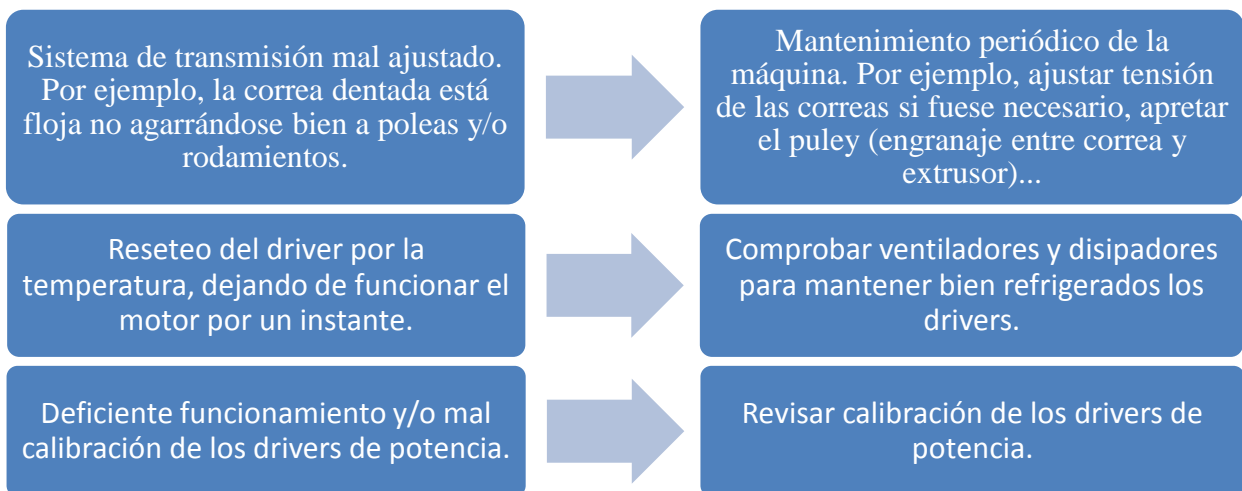 Sistema de transmisión mal ajustado.
Por ejemplo, la correa dentada está
floja no agarrándose bien a poleas y/o
rodamientos.
Mantenimiento periódico de la
máquina. Por ejemplo, ajustar tensión
de las correas si fuese necesario, apretar
el puley (engranaje entre correa y
extrusor)...
Reseteo del driver por la
temperatura, dejando de funcionar el
motor por un instante.
Comprobar ventiladores y disipadores
para mantener bien refrigerados los
drivers.
Deficiente funcionamiento y/o mal
calibración de los drivers de potencia.
Revisar calibración de los drivers de
potencia.